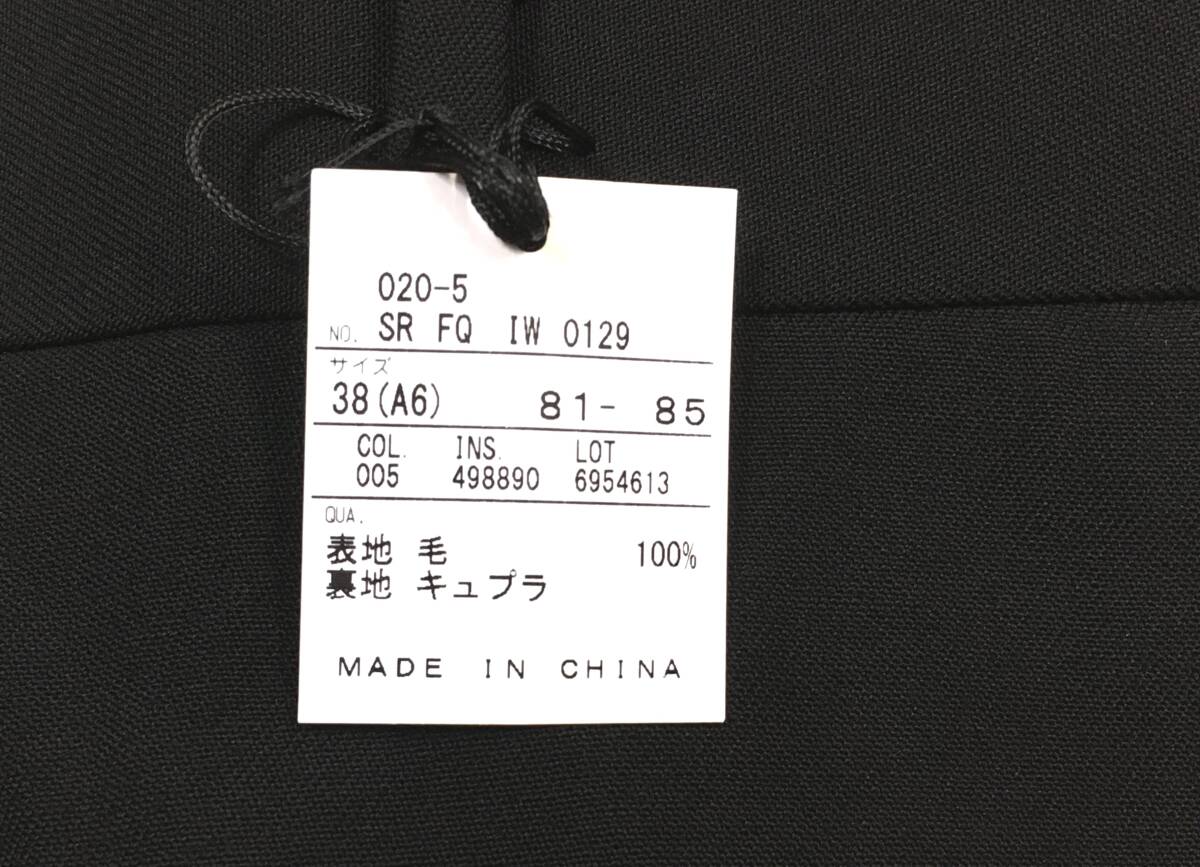 020-5
NO. SR FQ IW 0129
サイズ
38(A6) 81- 85
COL. INS. LOT
005 498890 6954613
QUA.
表地 毛 100%
裏地 キュプラ
MADE IN CHINA